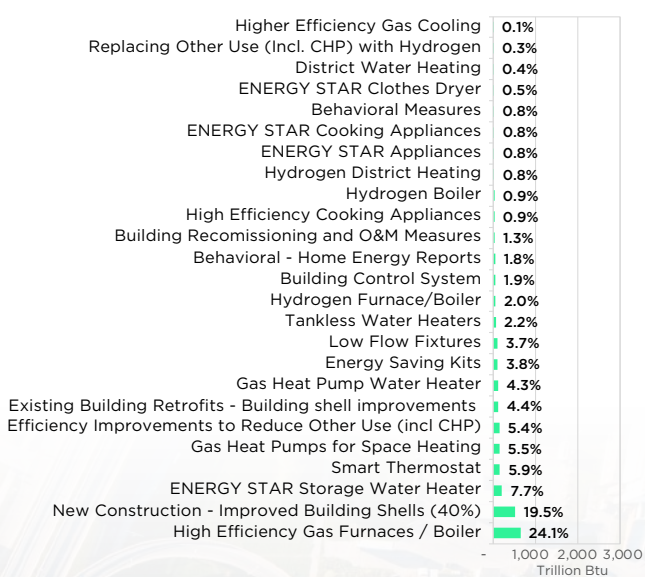 Higher Efficiency Gas Cooling 0.1%
Replacing Other Use (Incl. CHP) with Hydrogen 0.3%
District Water Heating 0.4%
ENERGY STAR Clothes Dryer 0.5%
Behavioral Measures 0.8%
ENERGY STAR Cooking Appliances 0.8%
ENERGY STAR Appliances 0.8%
Hydrogen District Heating 0.8%
Hydrogen Boiler 0.9%
High Efficiency Cooking Appliances 0.9%
Building Recomissioning and O&M Measures 1.3%
Behavioral - Home Energy Reports 1.8%
Building Control System 1.9%
Hydrogen Furnace/Boiler 2.0%
Tankless Water Heaters 2.2%
Low Flow Fixtures 3.7%
Energy Saving Kits 3.8%
Gas Heat Pump Water Heater 4.3%
Existing Building Retrofits - Building shell improvements 4.4%
Efficiency Improvements to Reduce Other Use (incl CHP) 5.4%
Gas Heat Pumps for Space Heating 5.5%
Smart Thermostat 5.9%
ENERGY STAR Storage Water Heater 7.7%
New Construction - Improved Building Shells (40%) 19.5%
High Efficiency Gas Furnaces / Boiler 24.1%
- 1,000 2,000 3,000
Trillion Btu